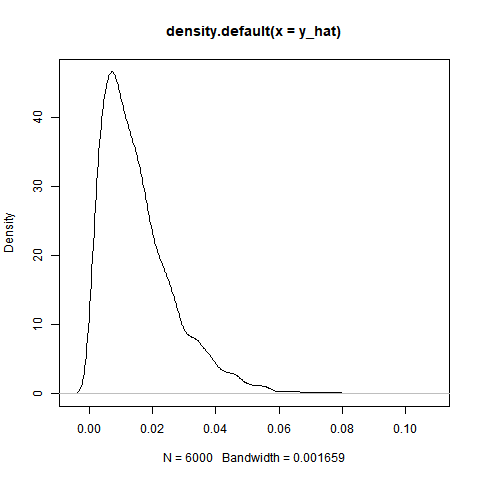 density.default(x = y_hat)
Density
0 10 20 30 40
0.00 0.02 0.04 0.06 0.08 0.10
N = 6000 Bandwidth = 0.001659